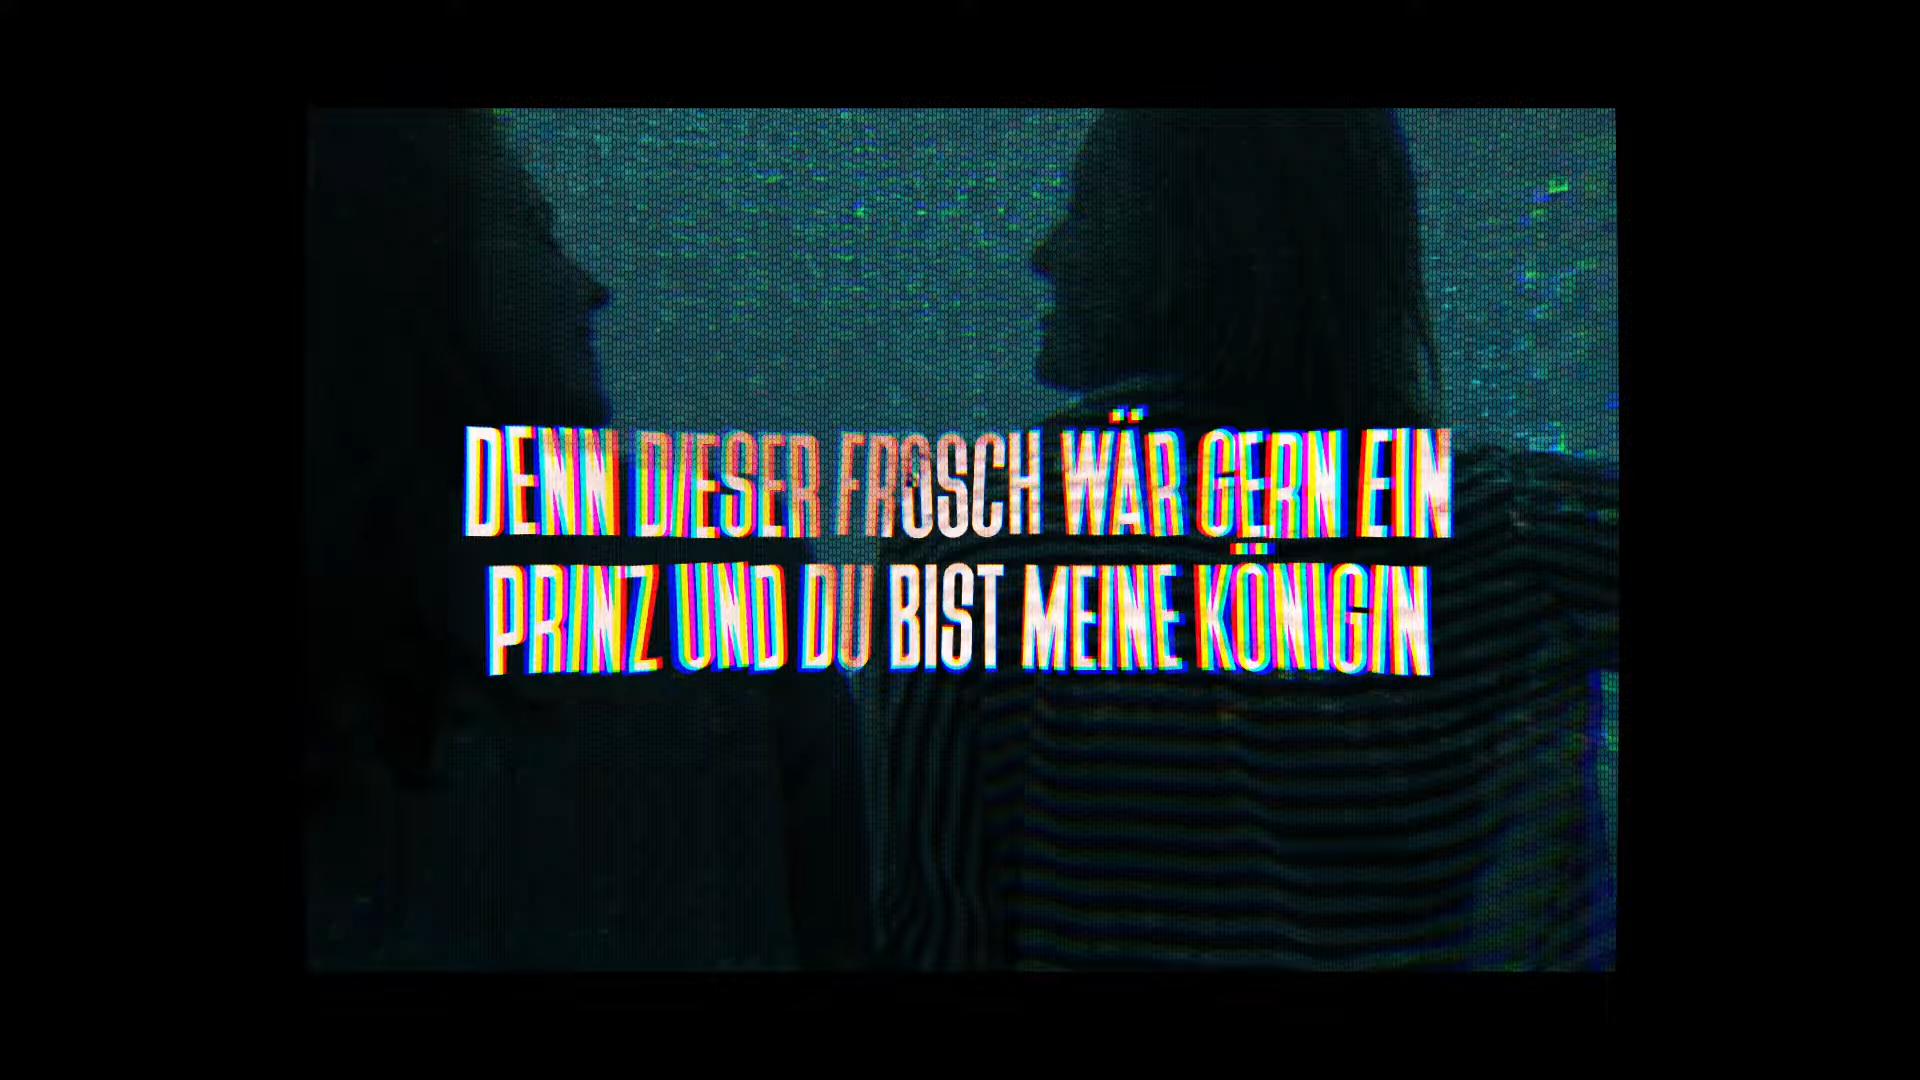 DENN DIESER FROSCH WÄR GERN EIN
PRINZ UND DU BIST MEINE KÖNIGIN